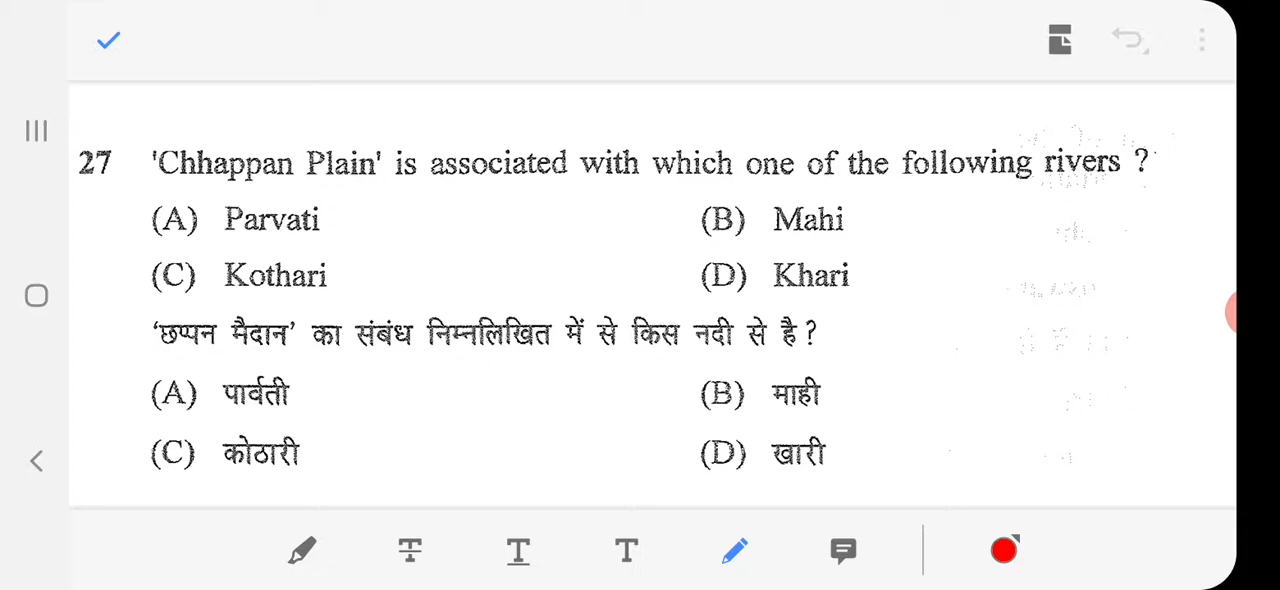 27 'Chhappan Plain' is associated with which one of the following rivers ?
(A) Parvati (B) Mahi
(C) Kothari (D) Khari
'छप्पन मैदान' का संबंध निम्नलिखित में से किस नदी से है ?
(A) पार्वती (B) माही
(C) कोठारी (D) खारी